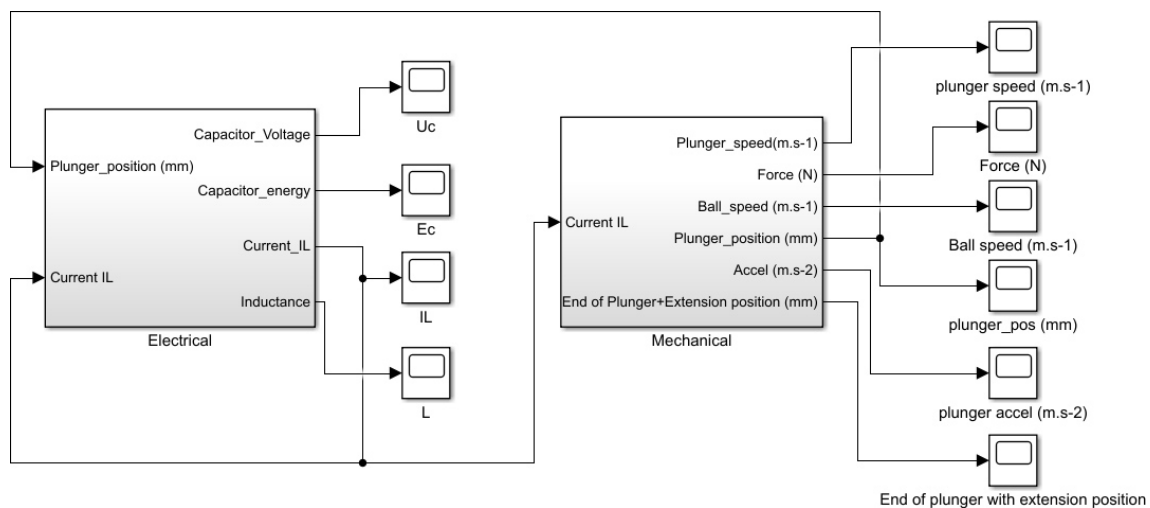 plunger speed (m.s-1)
Capacitor_Voltage
Uc
Plunger_position (mm)
Capacitor_energy
Ec
Current_IL
Current IL
IL
Inductance
Electrical
L
Plunger_speed(m.s-1)
Force (N)
Ball_speed (m.s-1)
Current IL
Plunger_position (mm)
Accel (m.s-2)
End of Plunger+Extension position (mm)
Mechanical
Force (N)
Ball speed (m.s-1)
plunger_pos (mm)
plunger accel (m.s-2)
End of plunger with extension position